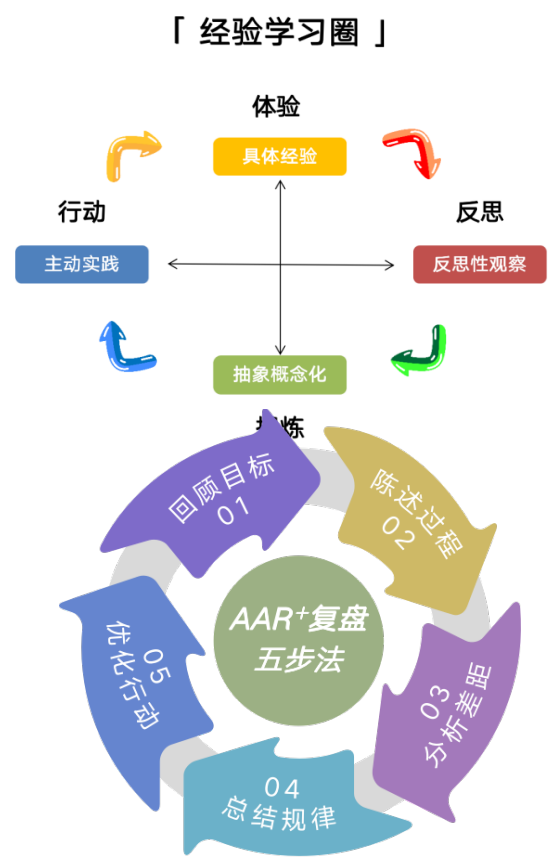 「 经验学习圈 」
体验
具体经验
行动
反思
主动实践
反思性观察
抽象概念化
炼
回顾目标
01
陈述过程
02
AAR⁺复盘
五步法
03
分析差距
04
总结规律
05
优化行动